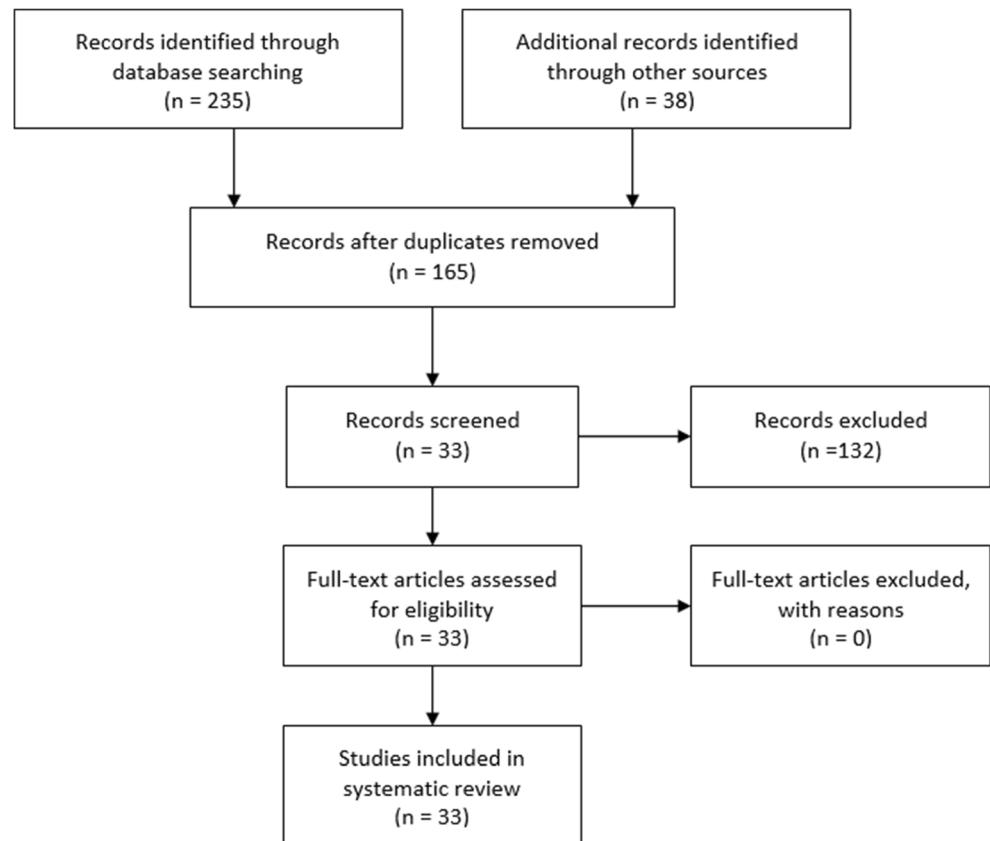 Records identified through
database searching
(n = 235)
Additional records identified
through other sources
(n = 38)
Records after duplicates removed
(n = 165)
Records screened
(n = 33)
Records excluded
(n =132)
Full-text articles assessed
for eligibility
(n = 33)
Full-text articles excluded,
with reasons
(n = 0)
Studies included in
systematic review
(n = 33)